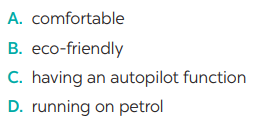 A. comfortable
B. eco-friendly
C. having an autopilot function
D. running on petrol